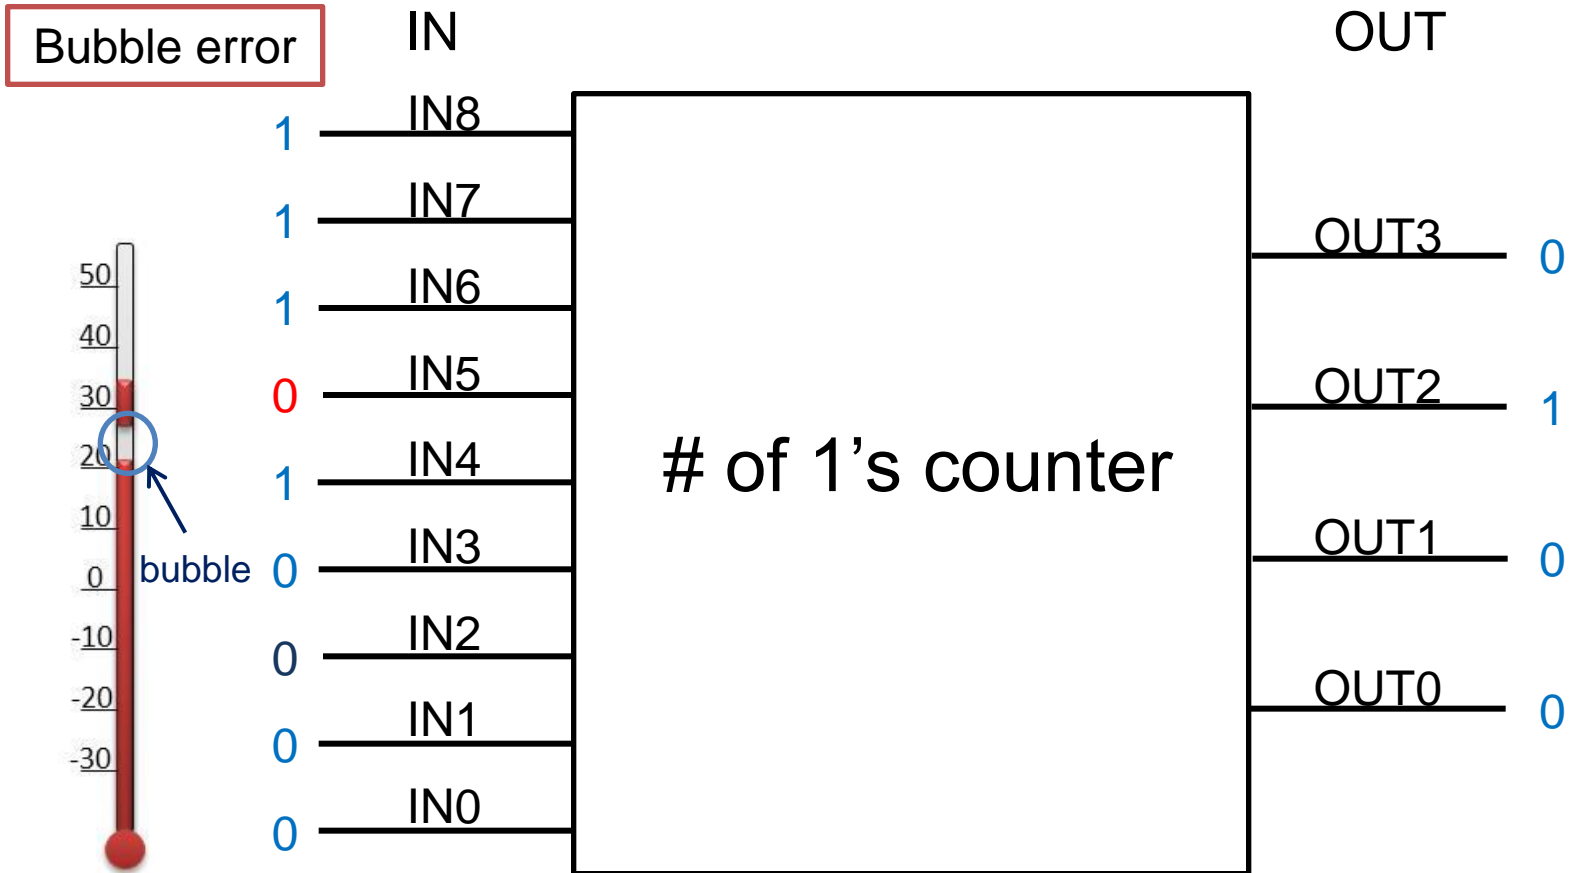 Bubble error
IN
OUT
1 IN8
1 IN7
1 IN6
0 IN5
1 IN4
0 IN3
0 IN2
0 IN1
0 IN0
50
40
30
20
10
0
-10
-20
-30
bubble
# of 1’s counter
OUT3 0
OUT2 1
OUT1 0
OUT0 0